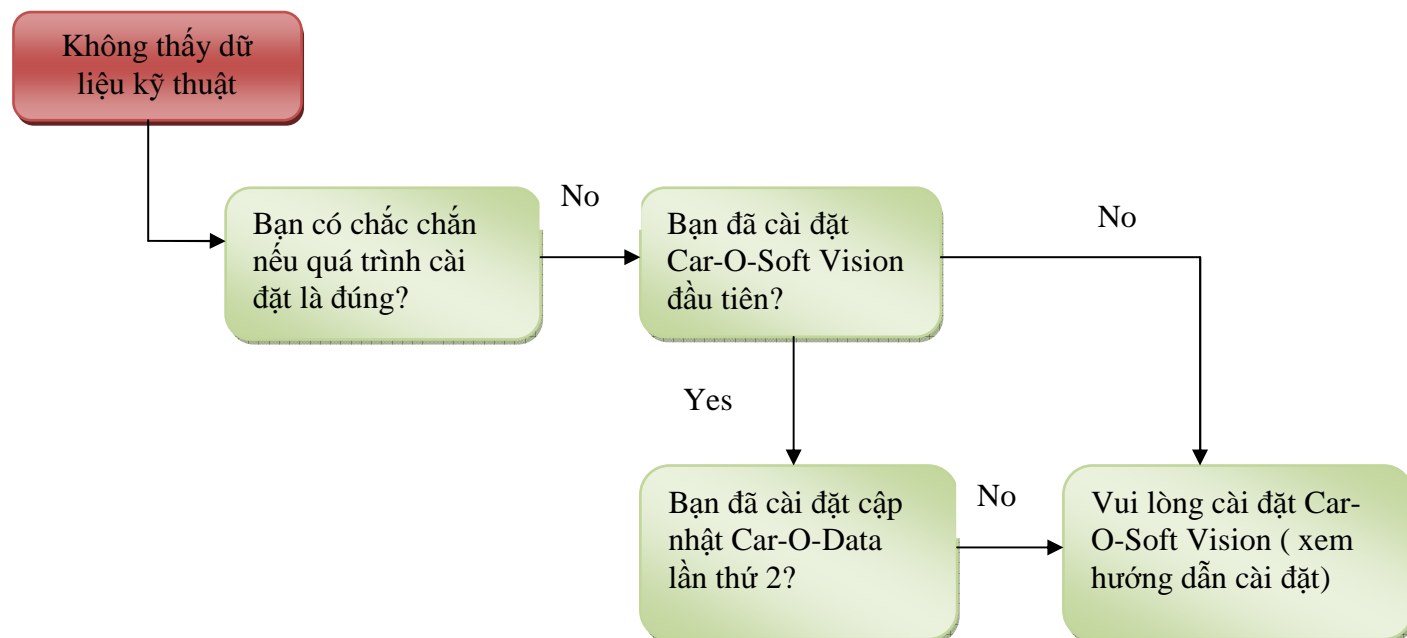 Không thấy dữ
liệu kỹ thuật
Bạn có chắc chắn
nếu quá trình cài
đặt là đúng?
No
Bạn đã cài đặt
Car-O-Soft Vision
đầu tiên?
No
Yes
Bạn đã cài đặt cập
nhật Car-O-Data
lần thứ 2?
No
Vui lòng cài đặt Car-
O-Soft Vision ( xem
hướng dẫn cài đặt)